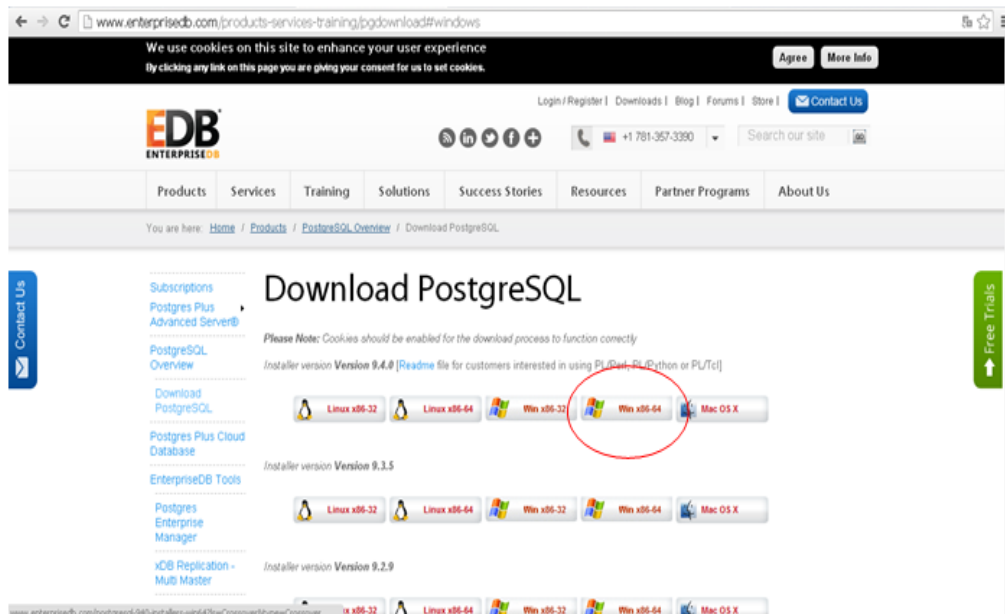 www.enterprisedb.com/products-services-training/pgdownload#windows
We use cookies on this site to enhance your user experience
By clicking any link on this page you are giving your consent for us to set cookies.
Agree More Info
Login / Register | Downloads | Blog | Forums | Store | Contact Us
EDB
ENTERPRISEDB
+1 781-357-3390
Search our site
GO
Products Services Training Solutions Success Stories Resources Partner Programs About Us
You are here: Home / Products / PostgreSQL Overview / Download PostgreSQL
Contact Us
Free Trials
Subscriptions
Postgres Plus
Advanced Server®
PostgreSQL
Overview
Download
PostgreSQL
Postgres Plus Cloud
Database
EnterpriseDB Tools
Postgres
Enterprise
Manager
xDB Replication -
Multi Master
Download PostgreSQL
Please Note: Cookies should be enabled for the download process to function correctly
Installer version Version 9.4.0 [Readme file for customers interested in using PL/Perl, PL/Python or PL/Tcl]
Linux x86-32 Linux x86-64 Win x86-32 Win x86-64 Mac OS X
Installer version Version 9.3.5
Linux x86-32 Linux x86-64 Win x86-32 Win x86-64 Mac OS X
Installer version Version 9.2.9
x86-32 Linux x86-64 Win x86-32 Win x86-64 Mac OS X